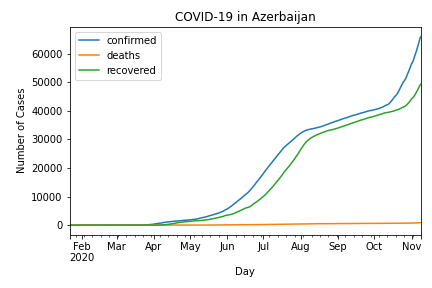 COVID-19 in Azerbaijan
confirmed
deaths
recovered
Number of Cases
60000
50000
40000
30000
20000
10000
0
Feb Mar Apr May Jun Jul Aug Sep Oct Nov
2020
Day